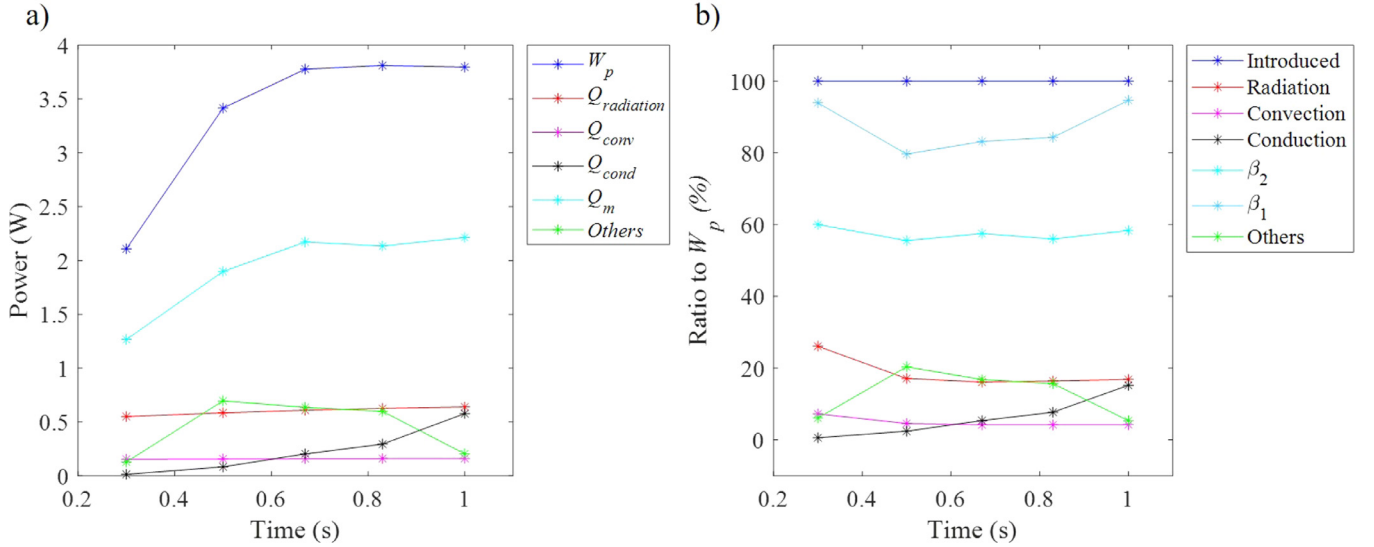 a)
Power (W)
4
3.5
3
2.5
2
1.5
1
0.5
0
0.2
0.4
0.6
0.8
1
Time (s)
W_p
Q_radiation
Q_conv
Q_cond
Q_m
Others
b)
Ratio to W_p (%)
100
80
60
40
20
0
0.2
0.4
0.6
0.8
1
Time (s)
Introduced
Radiation
Convection
Conduction
β_2
β_1
Others